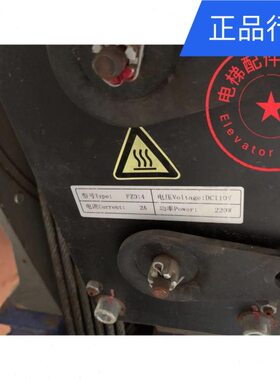 正品行
电梯配件
Elevator
型号Type: FZD:4 电压Voltage:DC110V
电流Current: 2A 功率Power: 220W